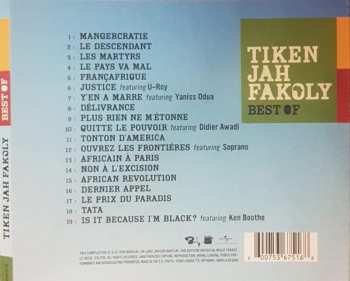 BEST OF
TIKEN JAH FAKOLY
1 - MANGERCRATIE
2 - LE DESCENDANT
3 - LES MARTYRS
4 - LE PAYS VA MAL
5 - FRANÇAFRIQUE
6 - JUSTICE featuring U-Roy
7 - Y'EN A MARRE featuring Yaniss Odua
8 - DÉLIVRANCE
9 - PLUS RIEN NE M'ÉTONNE
10 - QUITTE LE POUVOIR featuring Didier Awadi
11 - TONTON D'AMERICA
12 - OUVREZ LES FRONTIÈRES featuring Soprano
13 - AFRICAIN À PARIS
14 - NON À L'EXCISION
15 - AFRICAN REVOLUTION
16 - DERNIER APPEL
17 - LE PRIX DU PARADIS
18 - TATA
19 - IS IT BECAUSE I'M BLACK? featuring Ken Boothe
TIKEN
JAH
FAKOLY
BEST OF